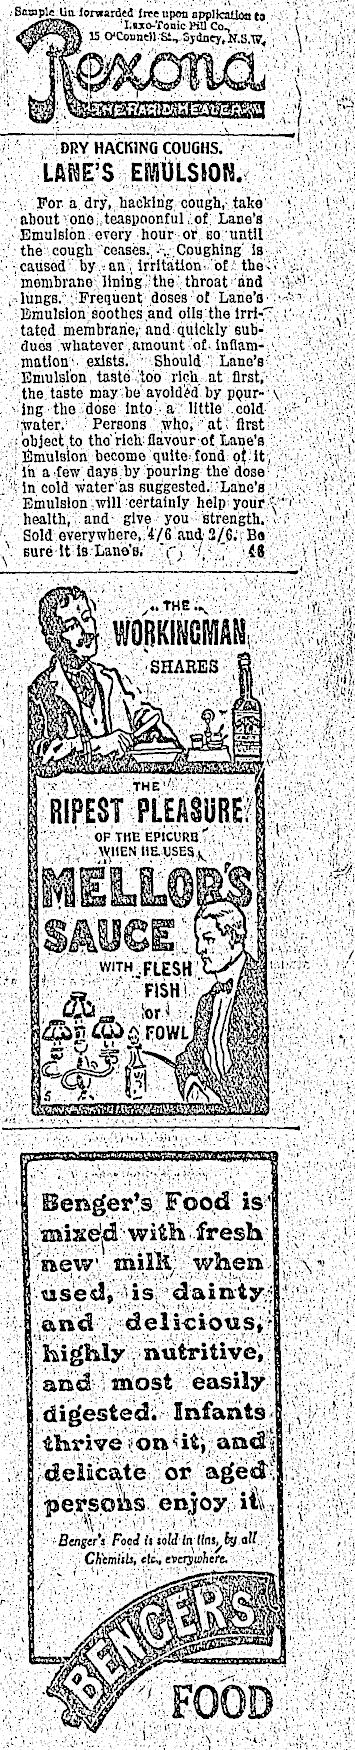 Sample tin forwarded free upon application to
Laxo-Tonic Pill Co.,
15 O'Connell St., Sydney, N.S.W.
Rexona
THE RAPID HEALER
DRY HACKING COUGHS.
LANE'S EMULSION.
For a dry, hacking cough, take
about one teaspoonful of Lane's
Emulsion every hour or so until
the cough ceases. Coughing is
caused by an irritation of the
membrane lining the throat and
lungs. Frequent doses of Lane's
Emulsion soothes and oils the irri-
tated membrane, and quickly sub-
dues whatever amount of inflam-
mation exists. Should Lane's
Emulsion taste too rich at first,
the taste may be avoided by pour-
ing the dose into a little cold
water. Persons who, at first
object to the rich flavour of Lane's
Emulsion become quite fond of it
in a few days by pouring the dose
in cold water as suggested. Lane's
Emulsion will certainly help your
health, and give you strength.
Sold everywhere, 4/6 and 2/6. Be
sure it is Lane's. 46
THE
WORKINGMAN
SHARES
THE
RIPEST PLEASURE
OF THE EPICURE
WHEN HE USES
MELLOR'S
SAUCE
WITH FLESH
FISH
or
FOWL
5
Benger's Food is
mixed with fresh
new milk when
used, is dainty
and delicious,
highly nutritive,
and most easily
digested. Infants
thrive on it, and
delicate or aged
persons enjoy it.
Benger's Food is sold in tins, by all
Chemists, etc., everywhere.
BENGER'S
FOOD